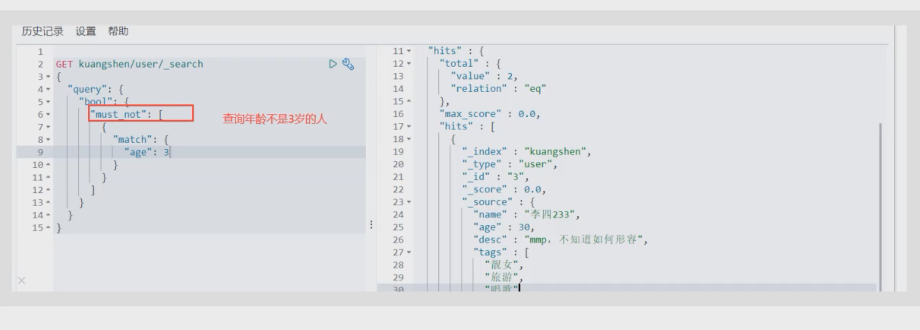 历史记录 设置 帮助
1
2 GET kuangshen/user/_search
3 {
4 "query": {
5 "bool": {
6 "must_not": [
7 {
8 "match": {
9 "age": 3
10 }
11 }
12 ]
13 }
14 }
15 }
查询年龄不是3岁的人
11 "hits" : {
12 "total" : {
13 "value" : 2,
14 "relation" : "eq"
15 },
16 "max_score" : 0.0,
17 "hits" : [
18 {
19 "_index" : "kuangshen",
20 "_type" : "user",
21 "_id" : "3",
22 "_score" : 0.0,
23 "_source" : {
24 "name" : "李四233",
25 "age" : 30,
26 "desc" : "mmp，不知道如何形容",
27 "tags" : [
28 "靓女",
29 "旅游",
30 "唱歌"